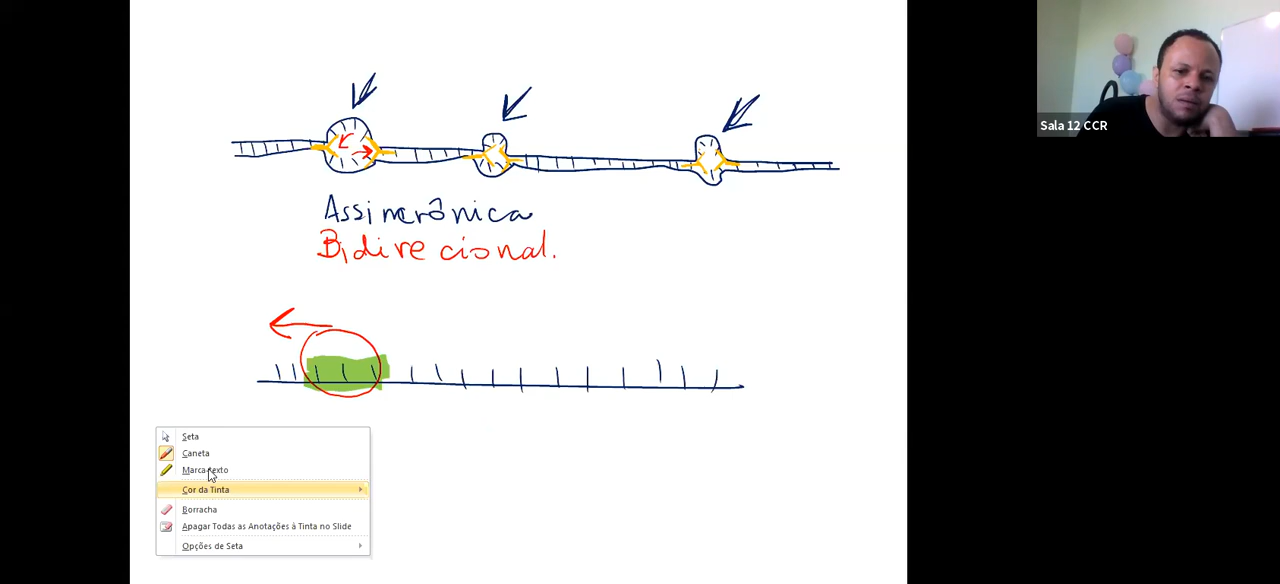 Sala 12 CCR
Assincrônica
Bidirecional.
Seta
Caneta
Marca-texto
Cor da Tinta
Borracha
Apagar Todas as Anotações à Tinta no Slide
Opções de Seta